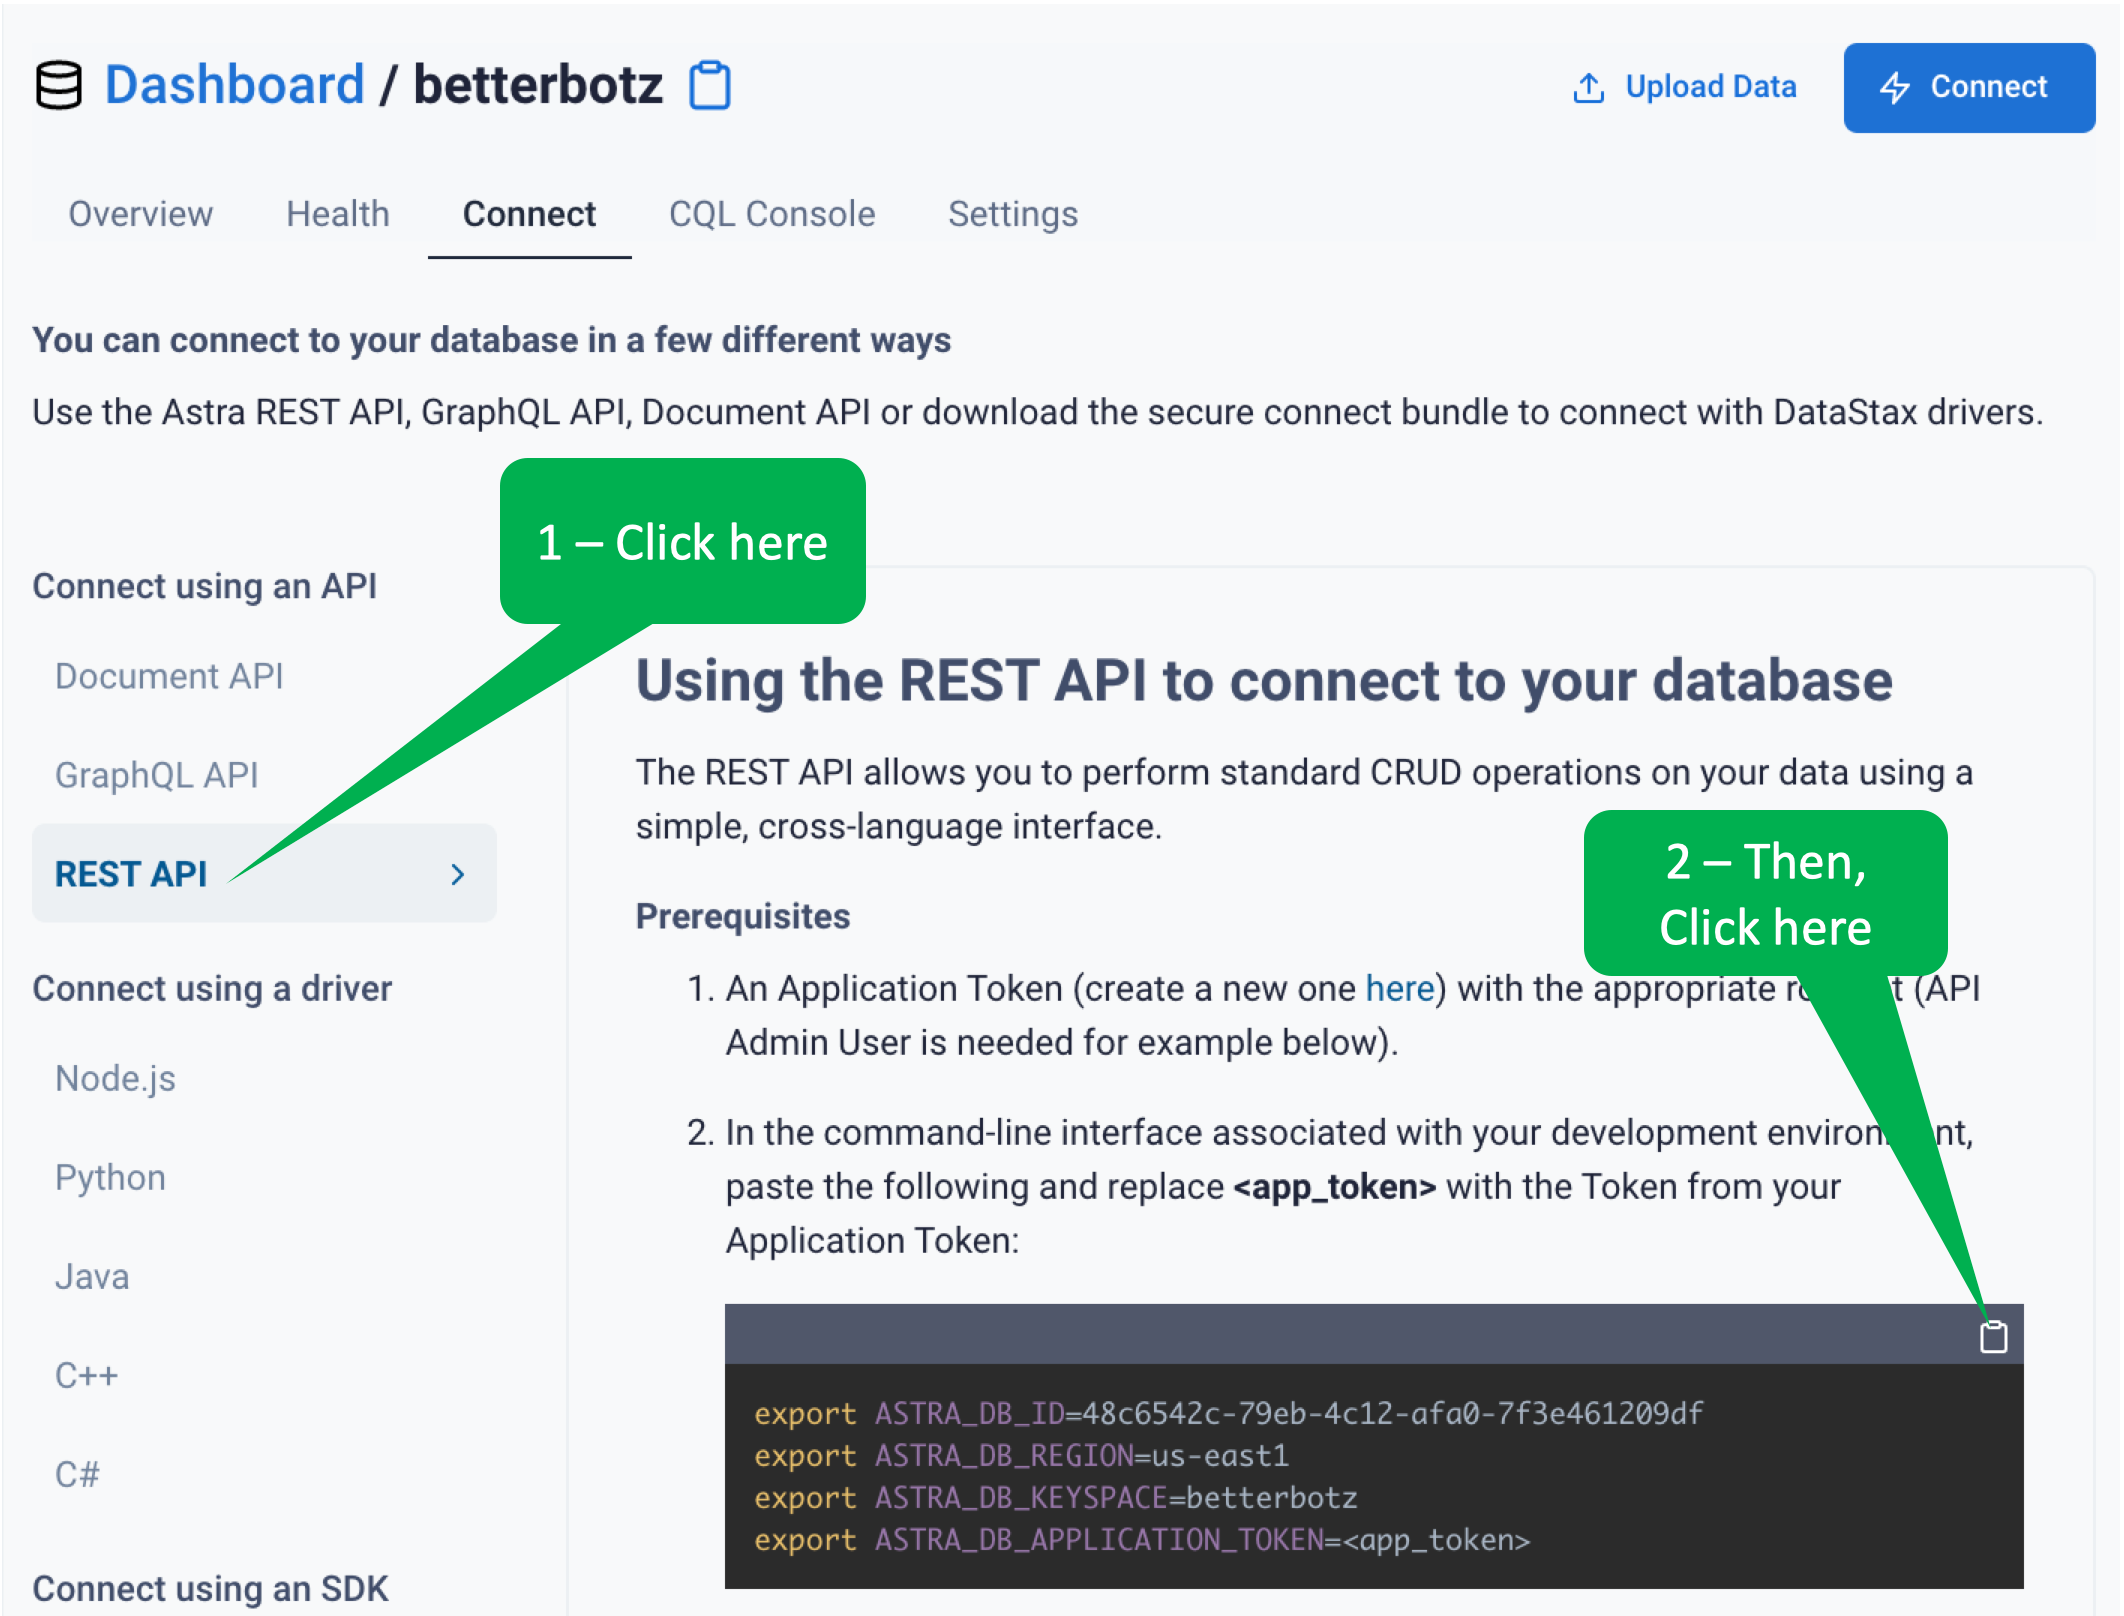 Dashboard / betterbotz
Upload Data
Connect
Overview
Health
Connect
CQL Console
Settings
You can connect to your database in a few different ways
Use the Astra REST API, GraphQL API, Document API or download the secure connect bundle to connect with DataStax drivers.
1 – Click here
Connect using an API
Document API
GraphQL API
REST API
Connect using a driver
Node.js
Python
Java
C++
C#
Connect using an SDK
Using the REST API to connect to your database
The REST API allows you to perform standard CRUD operations on your data using a
simple, cross-language interface.
2 – Then,
Click here
Prerequisites
1. An Application Token (create a new one here) with the appropriate (API
Admin User is needed for example below).
2. In the command-line interface associated with your development
paste the following and replace <app_token> with the Token from your
Application Token:
export ASTRA_DB_ID=48c6542c-79eb-4c12-afa0-7f3e461209df
export ASTRA_DB_REGION=us-east1
export ASTRA_DB_KEYSPACE=betterbotz
export ASTRA_DB_APPLICATION_TOKEN=<app_token>